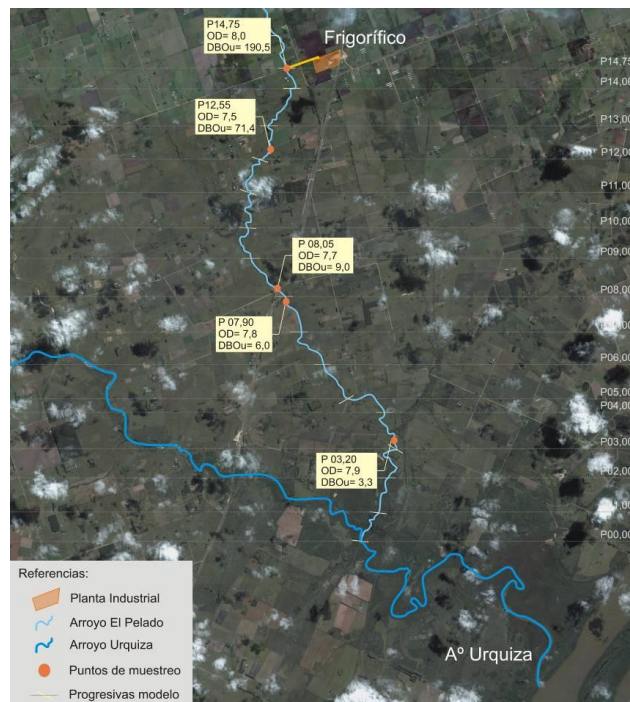 P14,75
OD= 8,0
DBOu= 190,5
Frigorífico
P14,75
P14,00
P12,55
OD= 7,5
DBOu= 71,4
P13,00
P12,00
P11,00
P10,00
P09,00
P 08,05
OD= 7,7
DBOu= 9,0
P08,00
P 07,90
OD= 7,8
DBOu= 6,0
P06,00
P05,00
P04,00
P03,00
P 03,20
OD= 7,9
DBOu= 3,3
P02,00
P01,00
P00,00
Referencias:
Planta Industrial
Arroyo El Pelado
Arroyo Urquiza
Puntos de muestreo
Progresivas modelo
Aº Urquiza